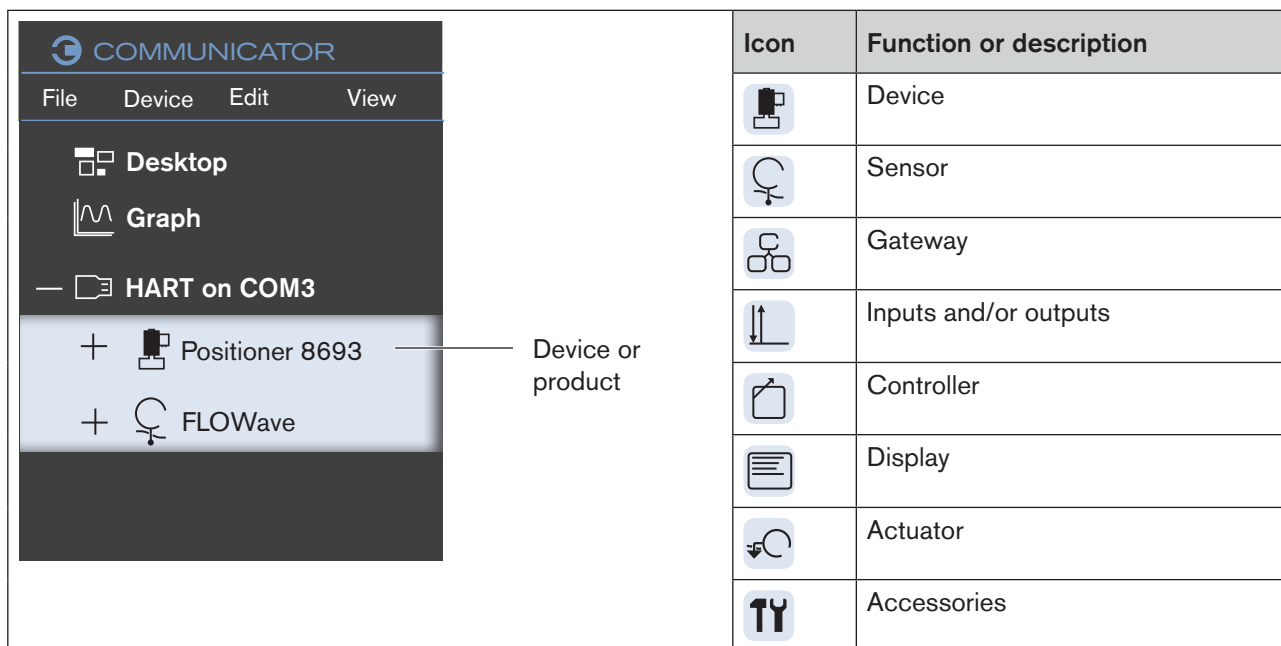 COMMUNICATOR
File Device Edit View
Desktop
Graph
HART on COM3
Positioner 8693
FLOWave
Device or
product
Icon Function or description
Device
Sensor
Gateway
Inputs and/or outputs
Controller
Display
Actuator
Accessories